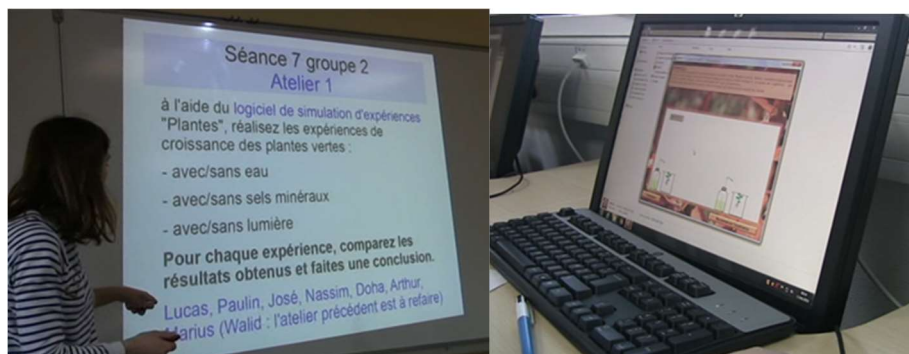 Séance 7 groupe 2
Atelier 1
à l'aide du logiciel de simulation d'expériences
"Plantes", réalisez les expériences de
croissance des plantes vertes :
- avec/sans eau
- avec/sans sels minéraux
- avec/sans lumière
Pour chaque expérience, comparez les
résultats obtenus et faites une conclusion.
Lucas, Paulin, José, Nassim, Doha, Arthur,
Marius (Walid : l'atelier précédent est à refaire)